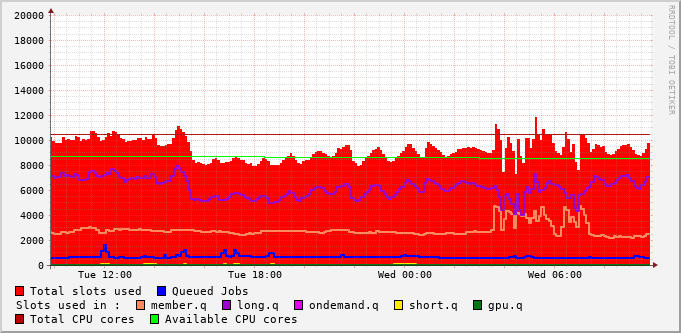 20000
18000
16000
14000
12000
10000
8000
6000
4000
2000
0
Tue 12:00 Tue 18:00 Wed 00:00 Wed 06:00
RRDTOOL / TOBI OETIKER
Total slots used Queued Jobs
Slots used in : member.q long.q ondemand.q short.q gpu.q
Total CPU cores Available CPU cores